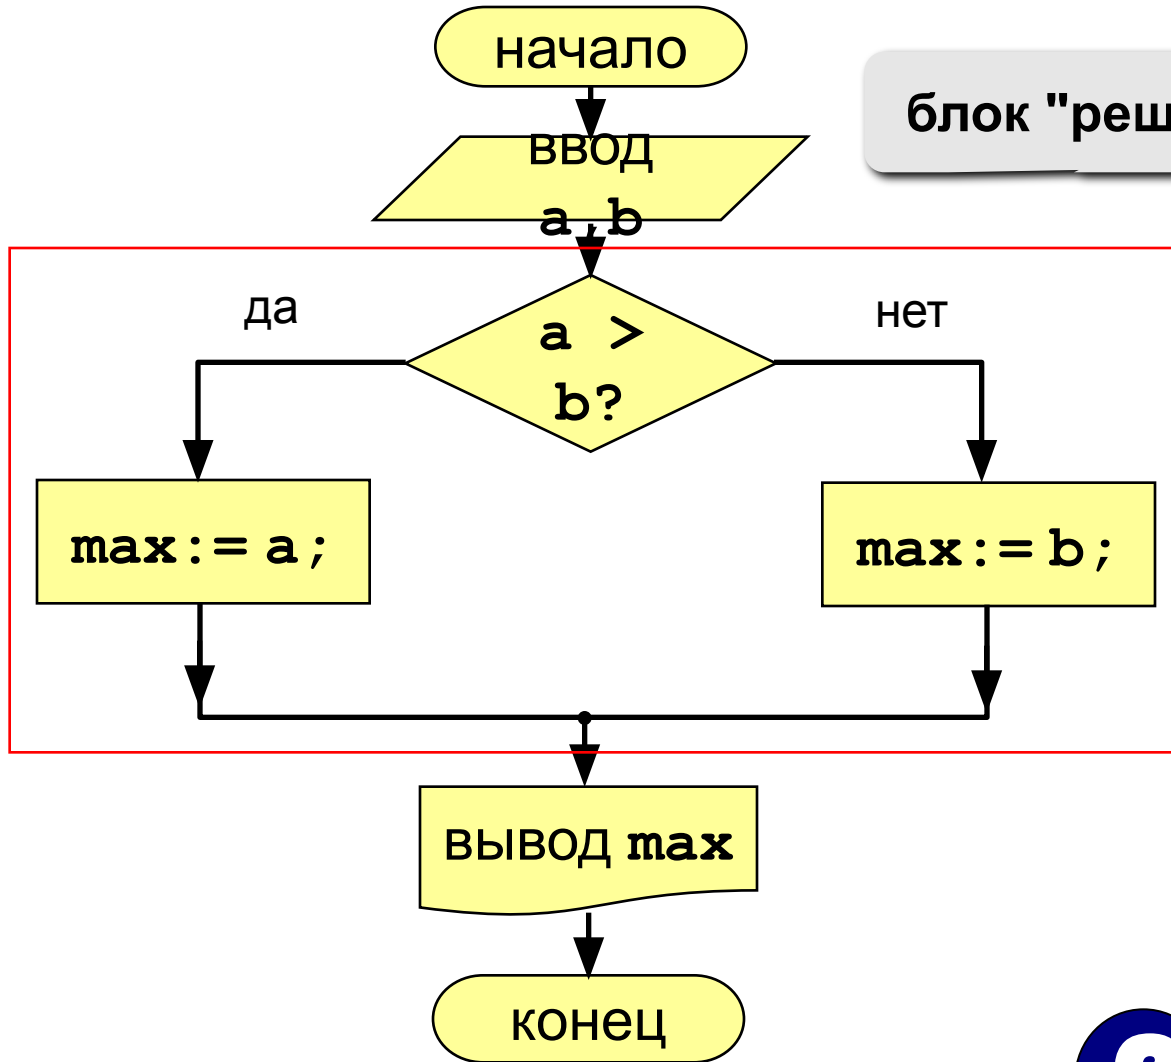 начало
блок "реш
ввод
a,b
да
нет
a >
b?
max:= a;
max:= b;
вывод max
конец